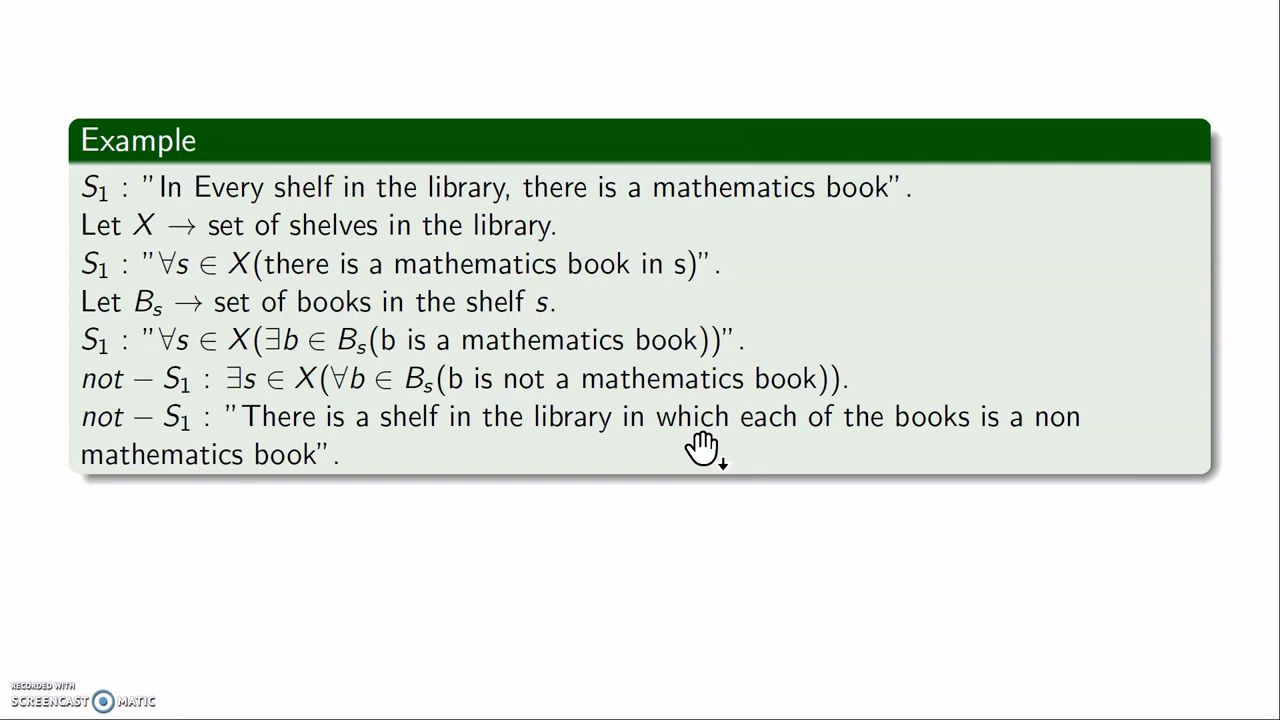 Example
S₁ : "In Every shelf in the library, there is a mathematics book".
Let X → set of shelves in the library.
S₁ : "∀s ∈ X(there is a mathematics book in s)".
Let Bₛ → set of books in the shelf s.
S₁ : "∀s ∈ X(∃b ∈ Bₛ(b is a mathematics book))".
not − S₁ : ∃s ∈ X(∀b ∈ Bₛ(b is not a mathematics book)).
not − S₁ : "There is a shelf in the library in which each of the books is a non
mathematics book".
RECORDED WITH
SCREENCAST MATIC